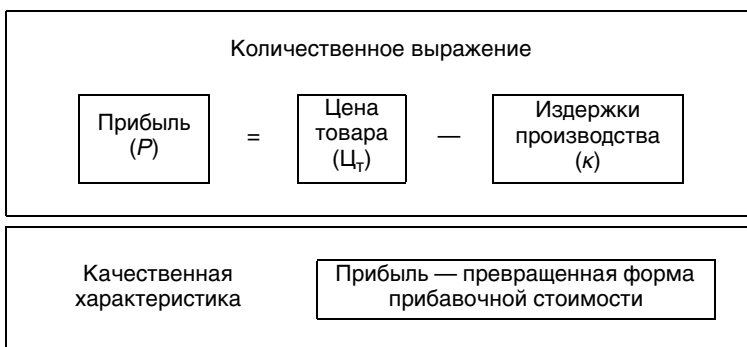 Количественное выражение
Прибыль
(P)
=
Цена
товара
(Цт)
—
Издержки
производства
(к)
Качественная
характеристика
Прибыль — превращенная форма
прибавочной стоимости